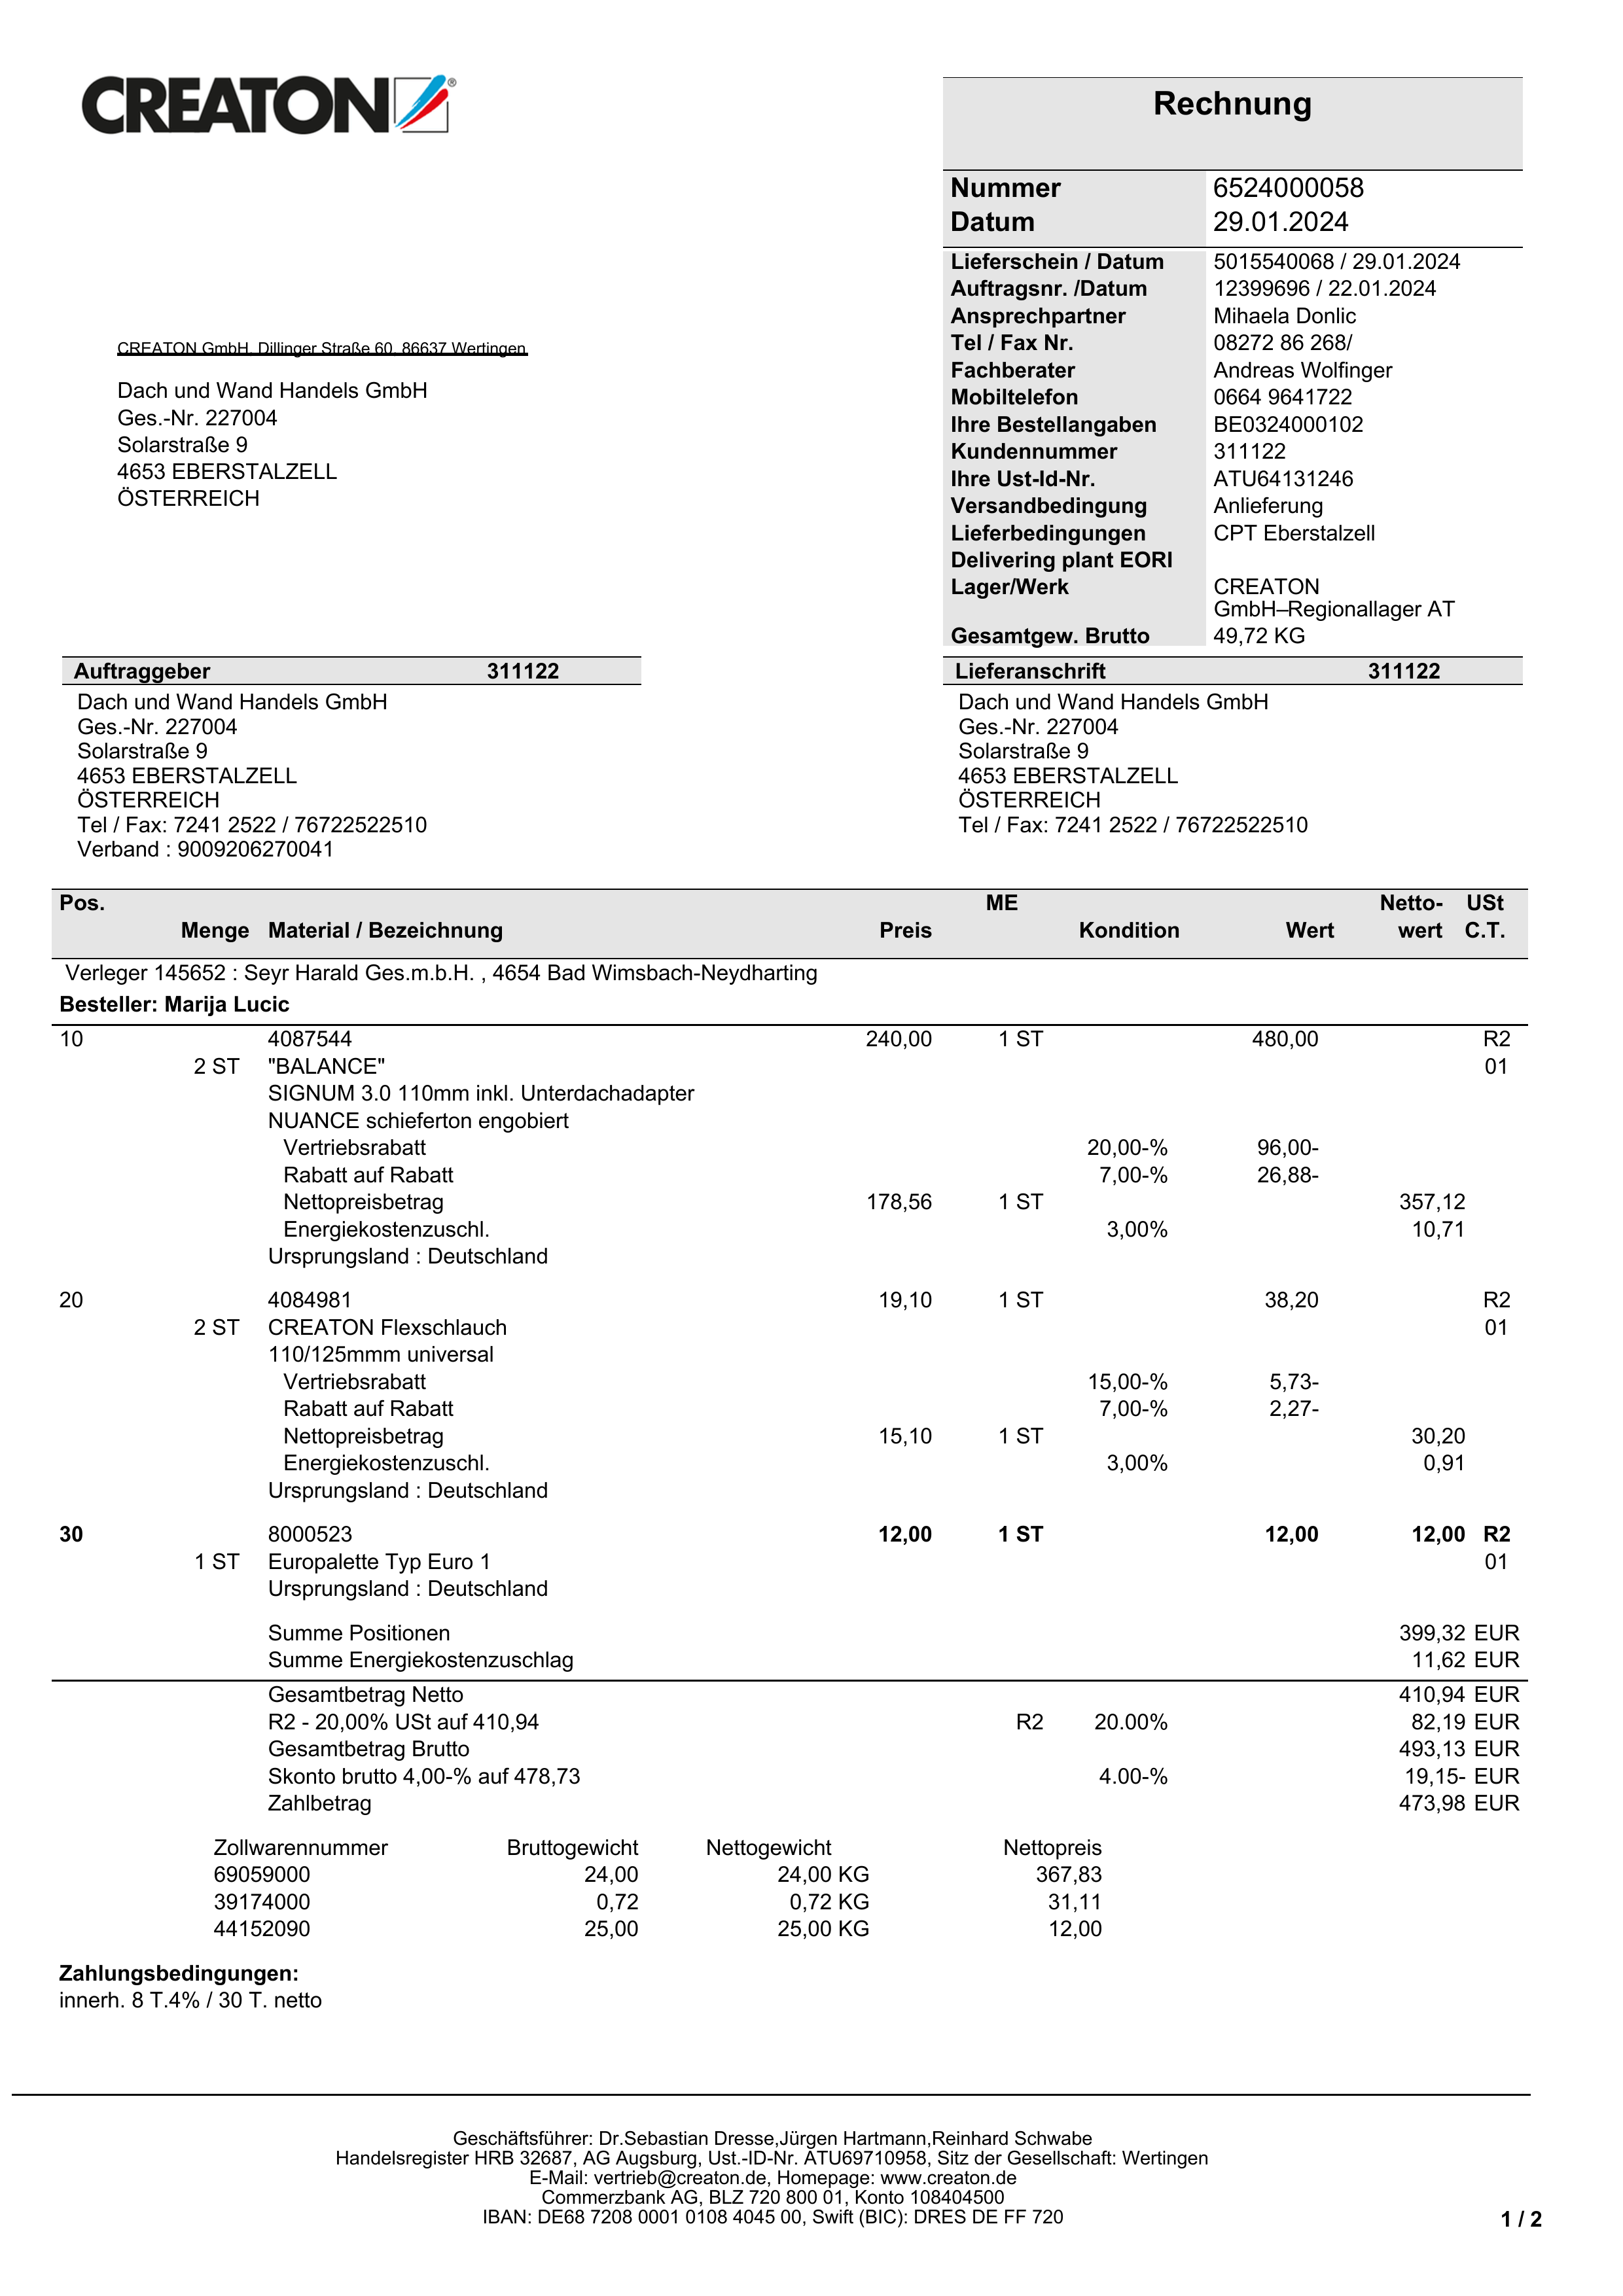 CREATON®
Rechnung
Nummer 6524000058
Datum 29.01.2024
Lieferschein / Datum 5015540068 / 29.01.2024
Auftragsnr. /Datum 12399696 / 22.01.2024
Ansprechpartner Mihaela Donlic
Tel / Fax Nr. 08272 86 268/
Fachberater Andreas Wolfinger
Mobiltelefon 0664 9641722
Ihre Bestellangaben BE0324000102
Kundennummer 311122
Ihre Ust-Id-Nr. ATU64131246
Versandbedingung Anlieferung
Lieferbedingungen CPT Eberstalzell
Delivering plant EORI
Lager/Werk CREATON
GmbH–Regionallager AT
Gesamtgew. Brutto 49,72 KG
CREATON GmbH, Dillinger Straße 60, 86637 Wertingen
Dach und Wand Handels GmbH
Ges.-Nr. 227004
Solarstraße 9
4653 EBERSTALZELL
ÖSTERREICH
Auftraggeber 311122
Dach und Wand Handels GmbH
Ges.-Nr. 227004
Solarstraße 9
4653 EBERSTALZELL
ÖSTERREICH
Tel / Fax: 7241 2522 / 76722522510
Verband : 9009206270041
Lieferanschrift 311122
Dach und Wand Handels GmbH
Ges.-Nr. 227004
Solarstraße 9
4653 EBERSTALZELL
ÖSTERREICH
Tel / Fax: 7241 2522 / 76722522510
Pos. ME Netto- USt
Menge Material / Bezeichnung Preis Kondition Wert wert C.T.
Verleger 145652 : Seyr Harald Ges.m.b.H. , 4654 Bad Wimsbach-Neydharting
Besteller: Marija Lucic
10 4087544 240,00 1 ST 480,00 R2
2 ST "BALANCE" 01
SIGNUM 3.0 110mm inkl. Unterdachadapter
NUANCE schieferton engobiert
Vertriebsrabatt 20,00-% 96,00-
Rabatt auf Rabatt 7,00-% 26,88-
Nettopreisbetrag 178,56 1 ST 357,12
Energiekostenzuschl. 3,00% 10,71
Ursprungsland : Deutschland
20 4084981 19,10 1 ST 38,20 R2
2 ST CREATON Flexschlauch 01
110/125mmm universal
Vertriebsrabatt 15,00-% 5,73-
Rabatt auf Rabatt 7,00-% 2,27-
Nettopreisbetrag 15,10 1 ST 30,20
Energiekostenzuschl. 3,00% 0,91
Ursprungsland : Deutschland
30 8000523 12,00 1 ST 12,00 12,00 R2
1 ST Europalette Typ Euro 1 01
Ursprungsland : Deutschland
Summe Positionen 399,32 EUR
Summe Energiekostenzuschlag 11,62 EUR
Gesamtbetrag Netto 410,94 EUR
R2 - 20,00% USt auf 410,94 R2 20.00% 82,19 EUR
Gesamtbetrag Brutto 493,13 EUR
Skonto brutto 4,00-% auf 478,73 4.00-% 19,15- EUR
Zahlbetrag 473,98 EUR
Zollwarennummer Bruttogewicht Nettogewicht Nettopreis
69059000 24,00 24,00 KG 367,83
39174000 0,72 0,72 KG 31,11
44152090 25,00 25,00 KG 12,00
Zahlungsbedingungen:
innerh. 8 T.4% / 30 T. netto
Geschäftsführer: Dr.Sebastian Dresse,Jürgen Hartmann,Reinhard Schwabe
Handelsregister HRB 32687, AG Augsburg, Ust.-ID-Nr. ATU69710958, Sitz der Gesellschaft: Wertingen
E-Mail: vertrieb@creaton.de, Homepage: www.creaton.de
Commerzbank AG, BLZ 720 800 01, Konto 108404500
IBAN: DE68 7208 0001 0108 4045 00, Swift (BIC): DRES DE FF 720
1 / 2